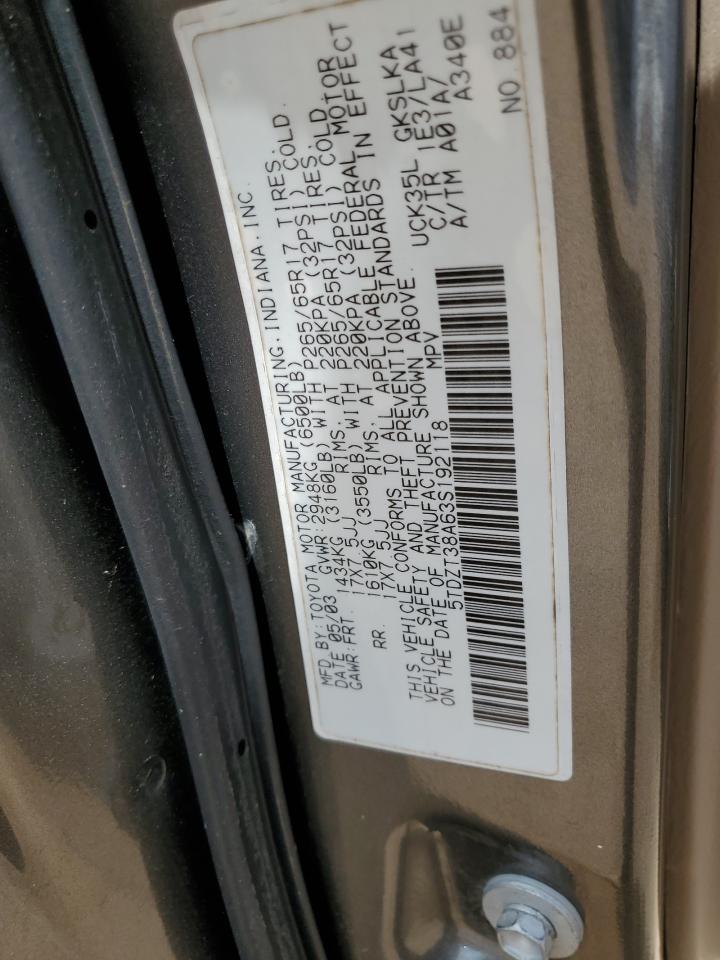 MFD BY: TOYOTA MOTOR MANUFACTURING, INDIANA, INC.
DATE 05/03 GVWR: 2948KG (6500LB)
GAWR: FRT. 1434KG (3160LB) WITH P265/65R17 TIRES.
17X7.5JJ RIMS, AT 220KPA (32PSI) COLD.
RR. 1610KG (3550LB) WITH P265/65R17 TIRES.
17X7.5JJ RIMS, AT 220KPA (32PSI) COLD
THIS VEHICLE CONFORMS TO ALL APPLICABLE FEDERAL MOTOR
VEHICLE SAFETY AND THEFT PREVENTION STANDARDS IN EFFECT
ON THE DATE OF MANUFACTURE SHOWN ABOVE.
5TDZT38A63S192118 MPV
UCK35L GKSLKA
C/TR 1E3/LA41
A/TM A01A/
A340E
NO. 884